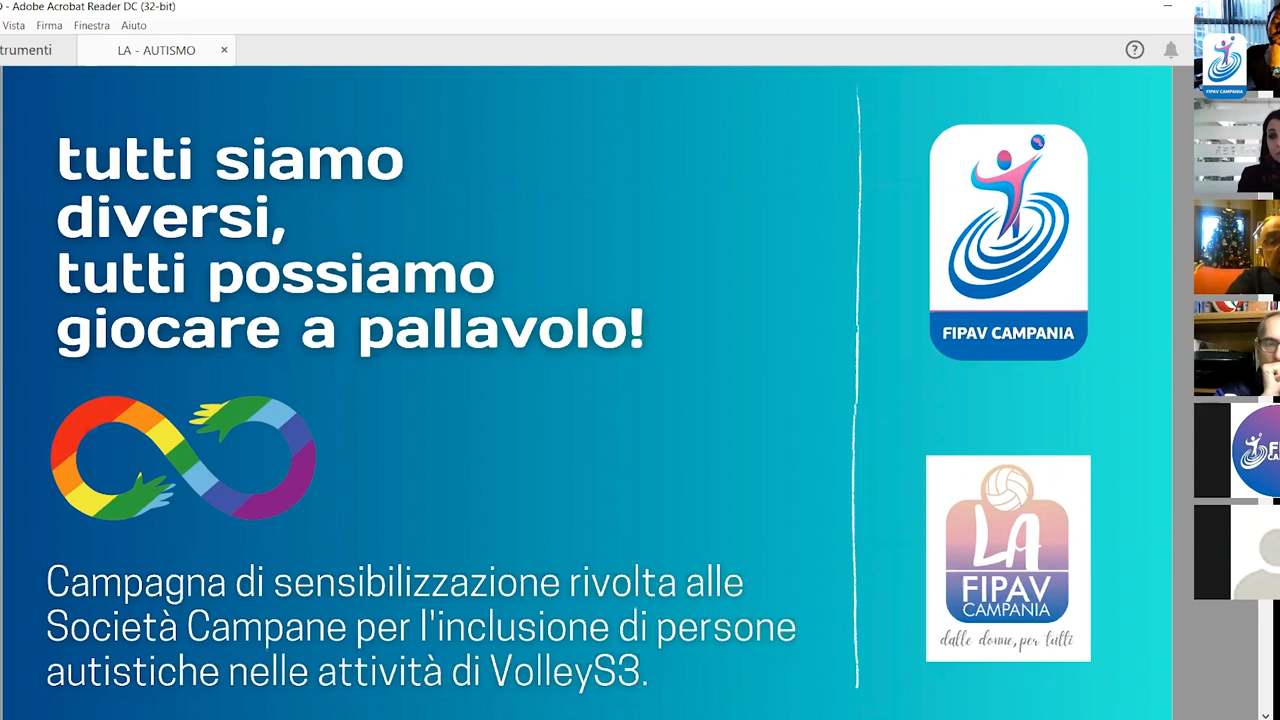 - Adobe Acrobat Reader DC (32-bit)
Vista Firma Finestra Aiuto
trumenti
LA - AUTISMO
tutti siamo
diversi,
tutti possiamo
giocare a pallavolo!
Campagna di sensibilizzazione rivolta alle
Società Campane per l'inclusione di persone
autistiche nelle attività di VolleyS3.
FIPAV CAMPANIA
LA
FIPAV
CAMPANIA
dalle donne, per tutti
FIPAV CAMPANIA